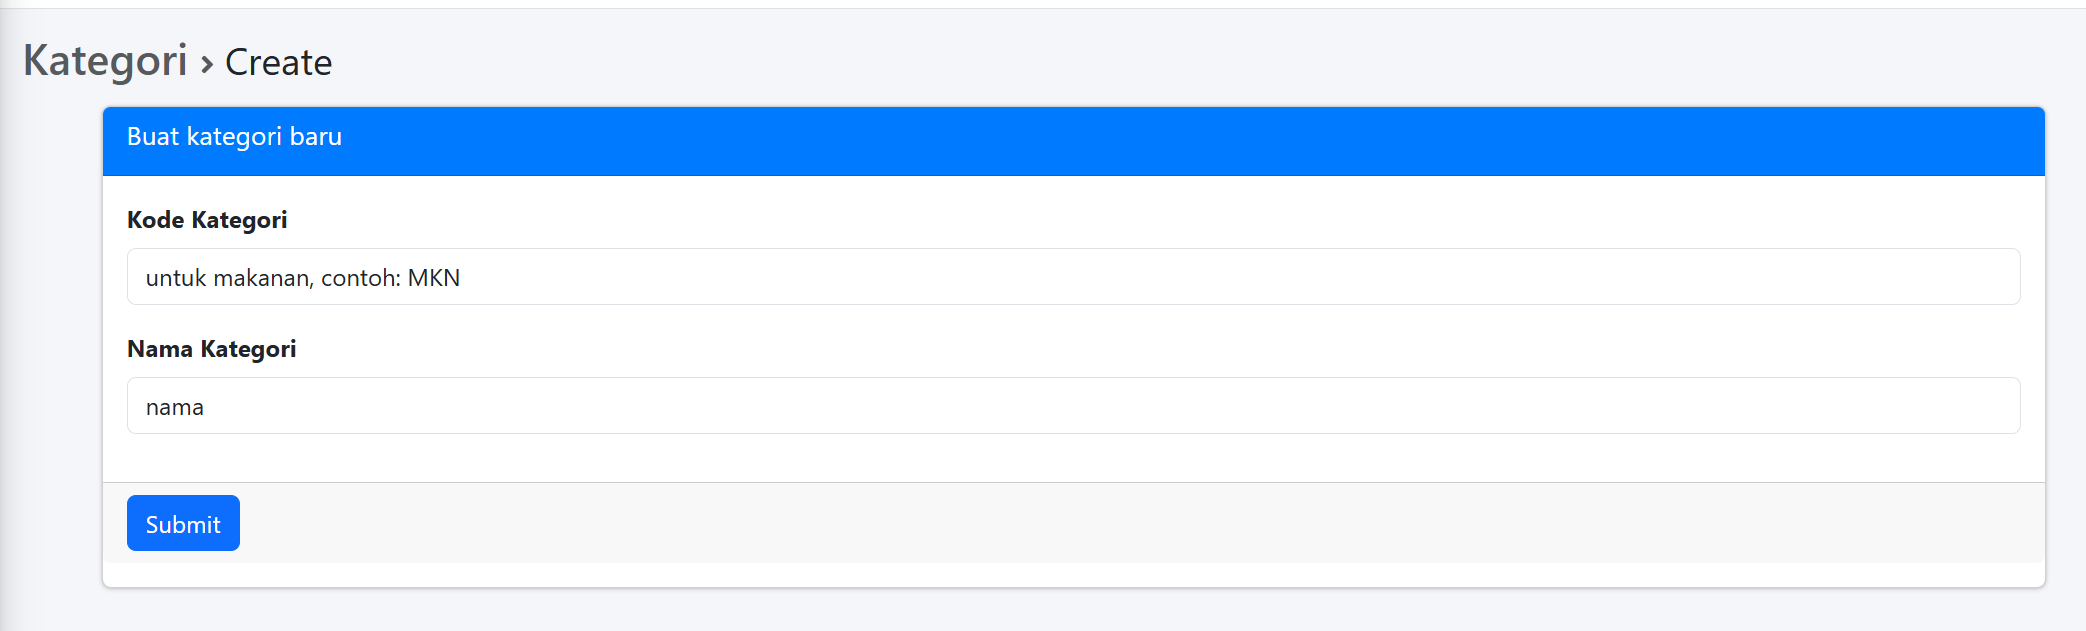 Kategori › Create
Buat kategori baru
Kode Kategori
untuk makanan, contoh: MKN
Nama Kategori
nama
Submit